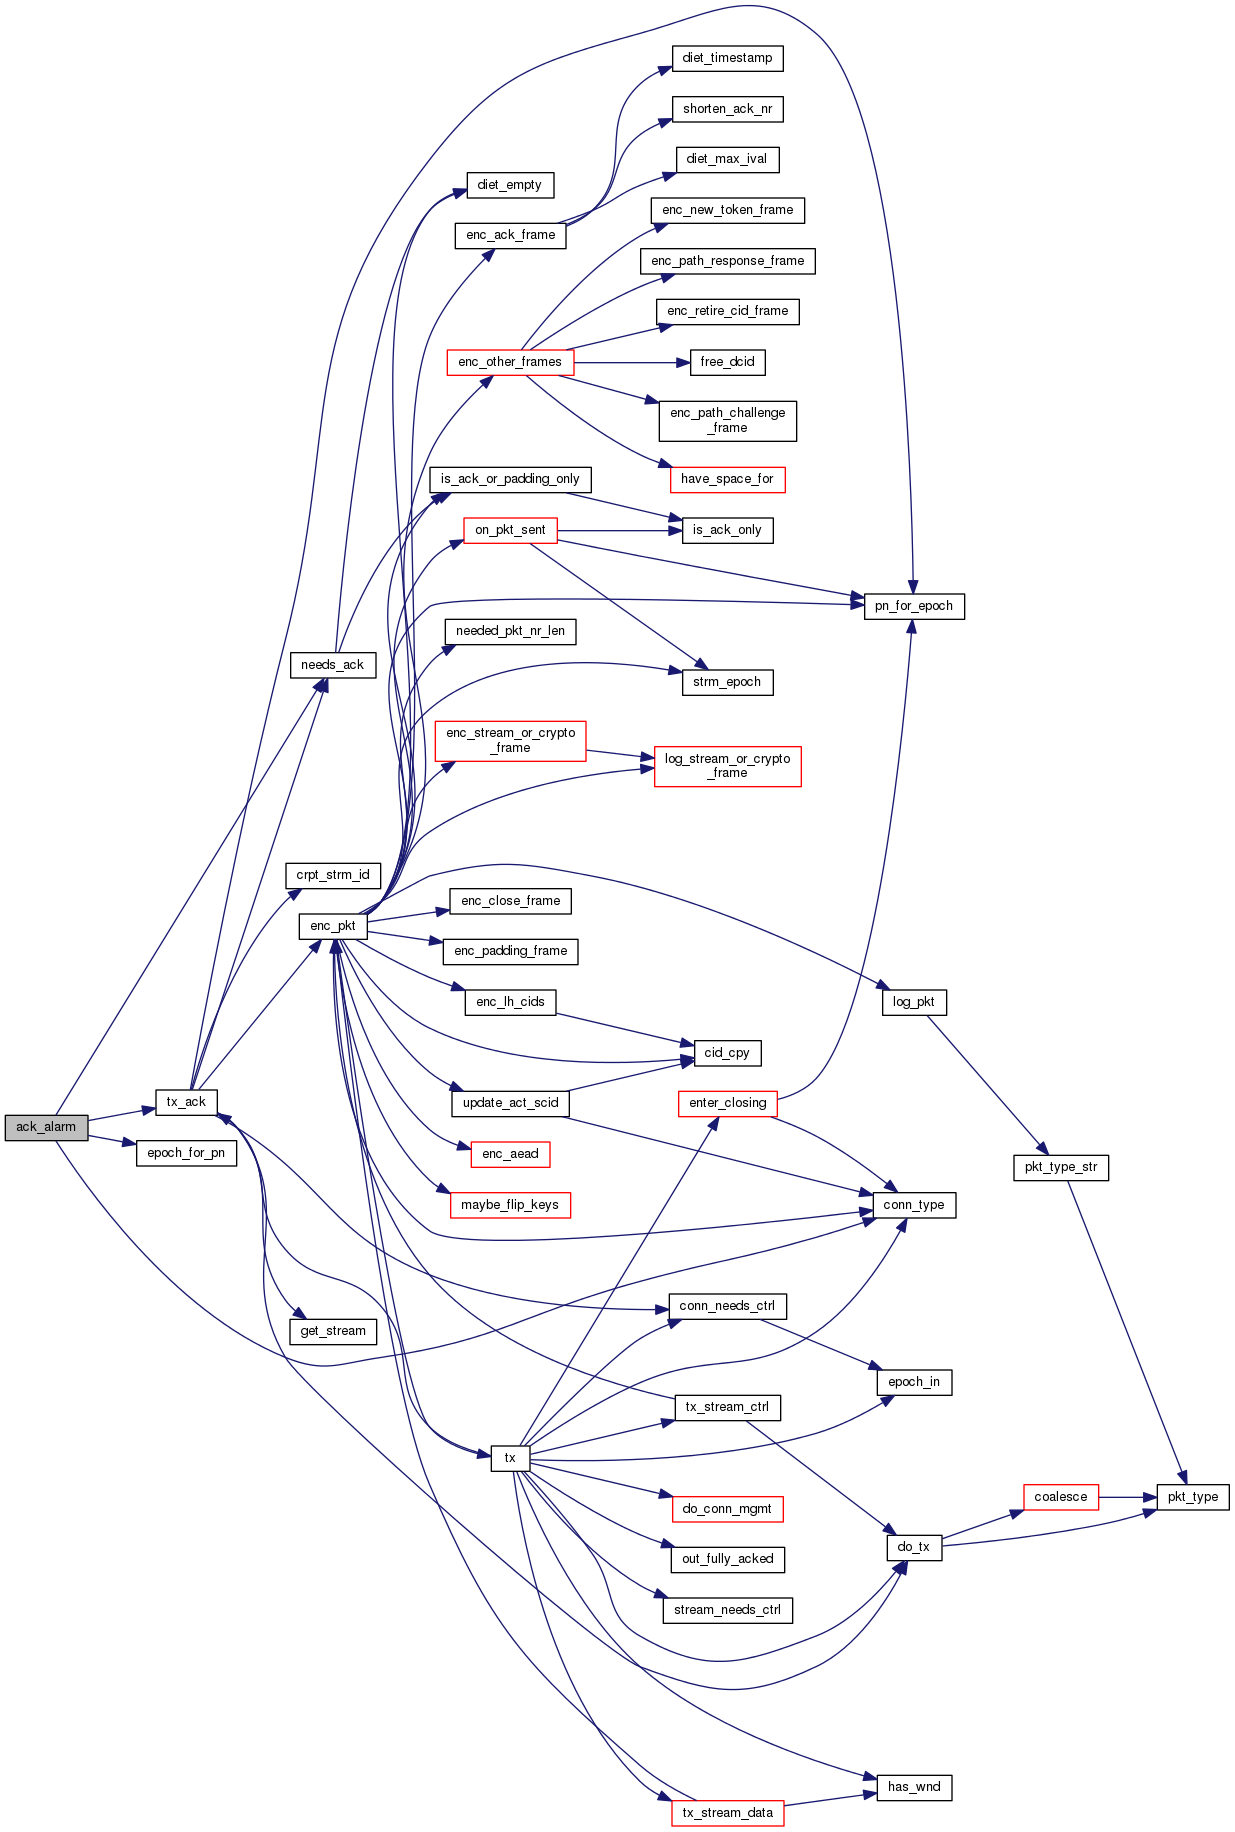 diet_timestamp
shorten_ack_nr
diet_max_ival
diet_empty
enc_new_token_frame
enc_ack_frame
enc_path_response_frame
enc_retire_cid_frame
enc_other_frames
free_dcid
enc_path_challenge
_frame
is_ack_or_padding_only
have_space_for
on_pkt_sent
is_ack_only
pn_for_epoch
needed_pkt_nr_len
needs_ack
strm_epoch
enc_stream_or_crypto
_frame
log_stream_or_crypto
_frame
crpt_strm_id
enc_close_frame
enc_pkt
enc_padding_frame
enc_lh_cids
log_pkt
cid_cpy
tx_ack
update_act_scid
enter_closing
ack_alarm
epoch_for_pn
enc_aead
pkt_type_str
maybe_flip_keys
conn_type
conn_needs_ctrl
get_stream
epoch_in
tx_stream_ctrl
tx
do_conn_mgmt
coalesce
pkt_type
do_tx
out_fully_acked
stream_needs_ctrl
has_wnd
tx_stream_data